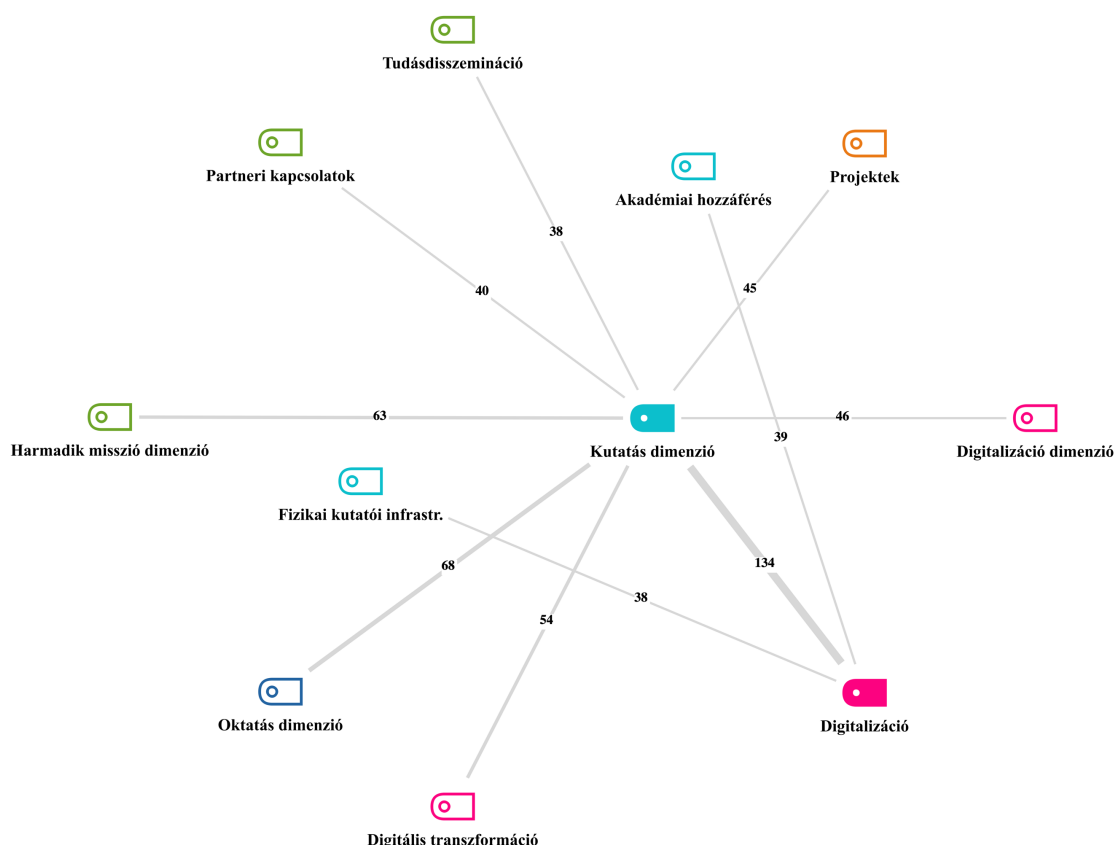 Tudásdisszemináció
Partneri kapcsolatok
Akadémiai hozzáférés
Projektek
38
40
45
63
46
39
Harmadik misszió dimenzió
Kutatás dimenzió
Digitalizáció dimenzió
Fizikai kutatói infrastr.
68
134
38
54
Oktatás dimenzió
Digitalizáció
Digitális transzformáció